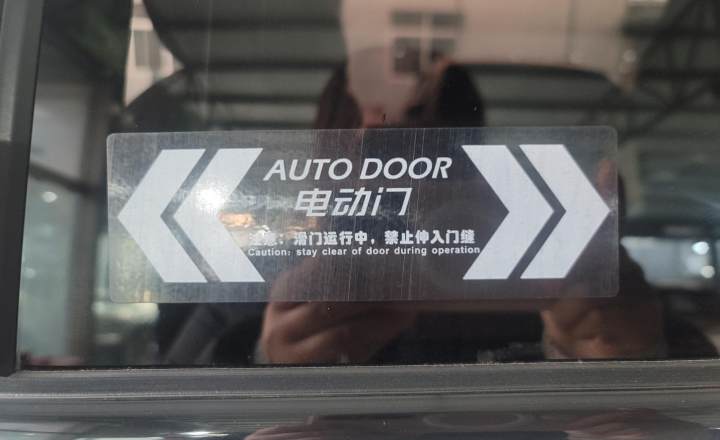 AUTO DOOR
电动门
注意：滑门运行中，禁止伸入门缝
Caution: stay clear of door during operation